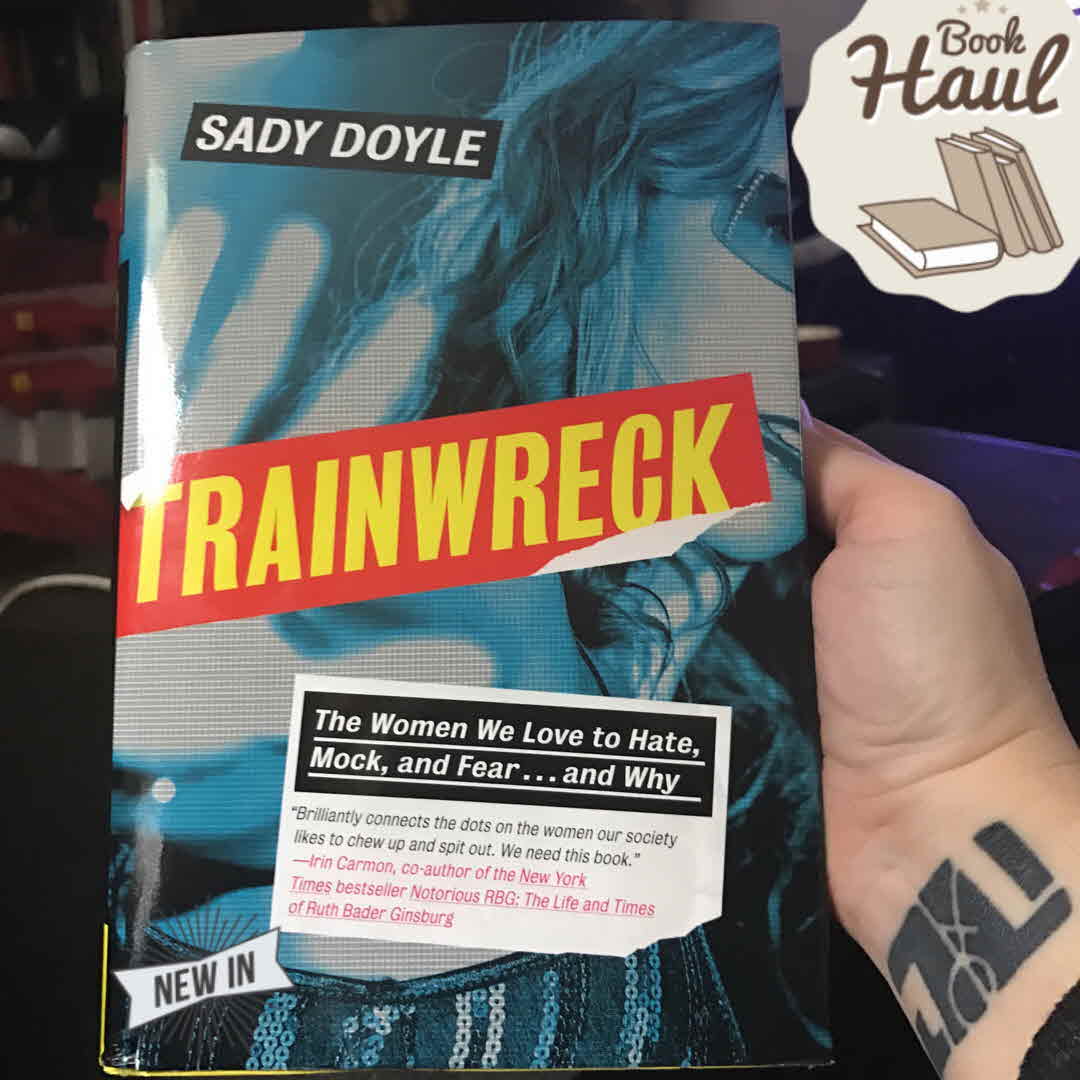 Book
Haul
SADY DOYLE
TRAINWRECK
The Women We Love to Hate,
Mock, and Fear...and Why
"Brilliantly connects the dots on the women our society
likes to chew up and spit out. We need this book."
—Irin Carmon, co-author of the New York
Times bestseller Notorious RBG: The Life and Times
of Ruth Bader Ginsburg
NEW IN